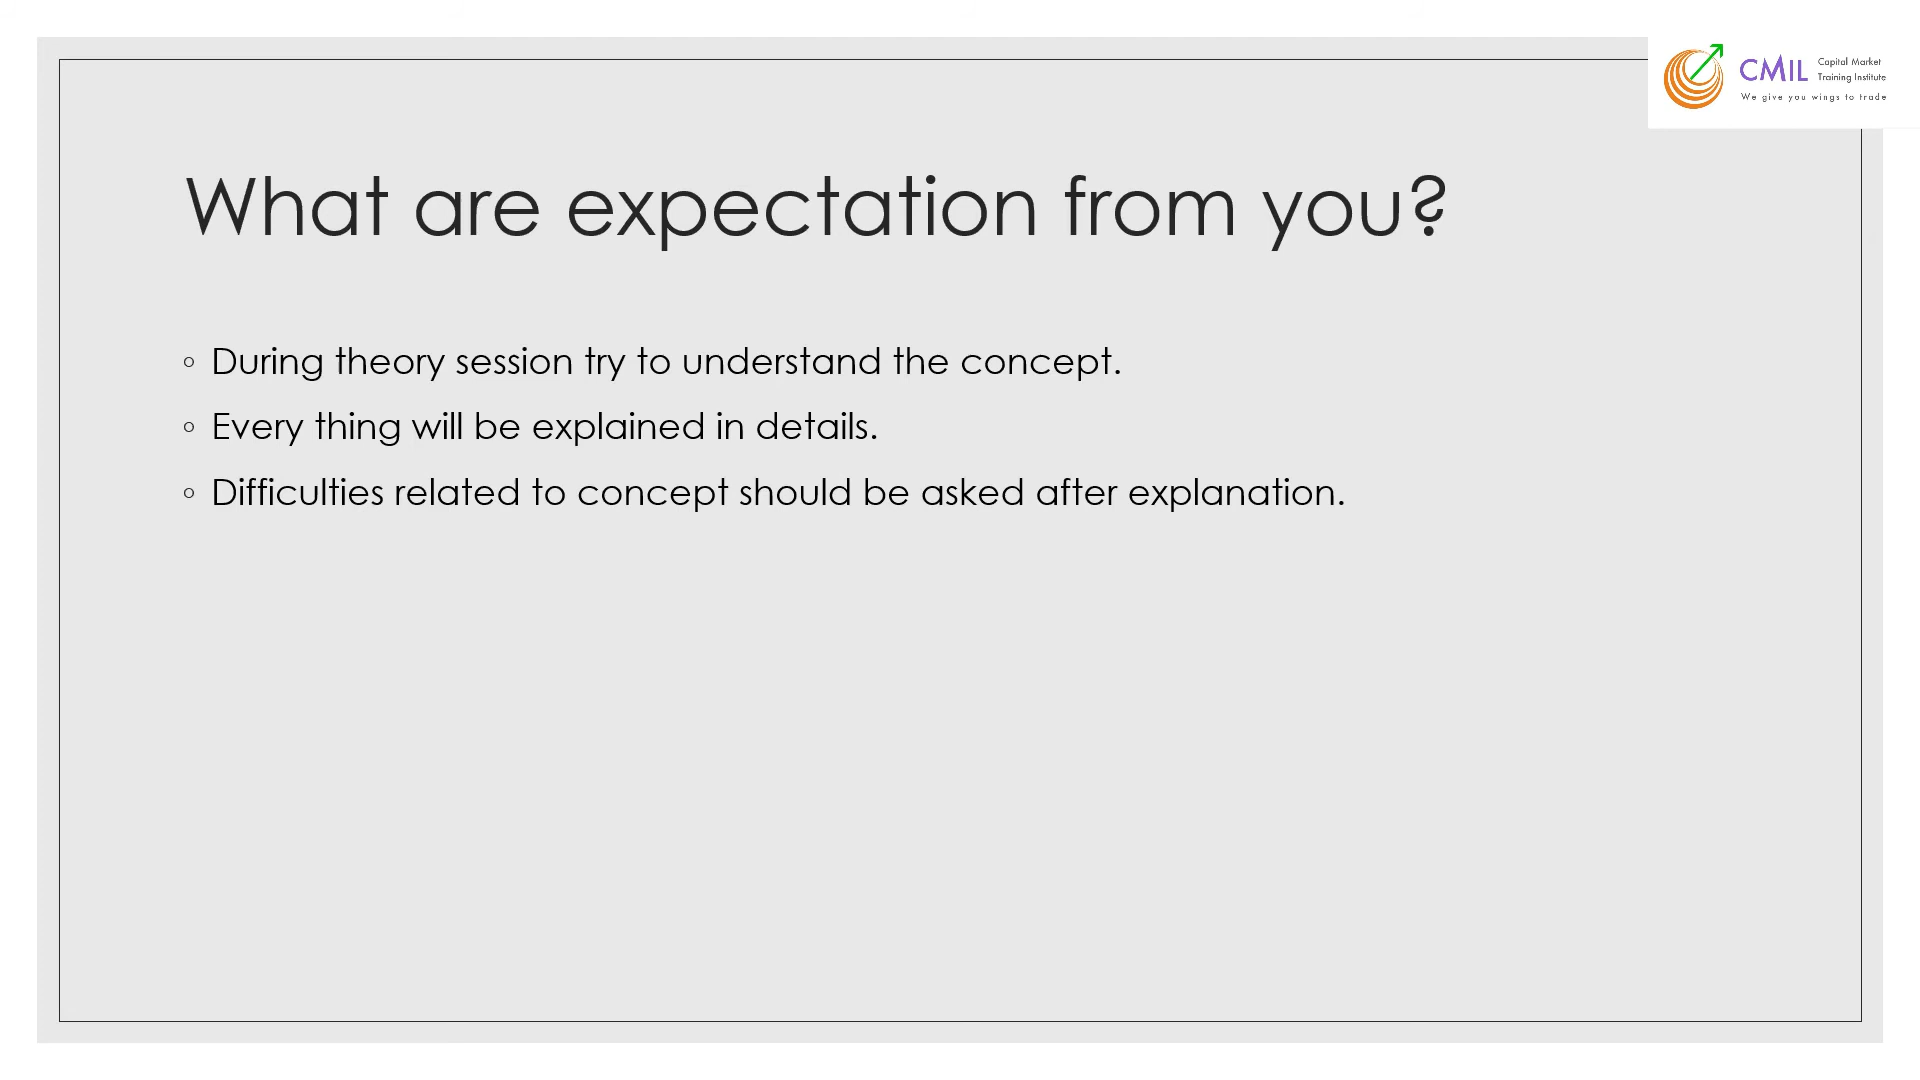 CMIL
Capital Market
Training Institute
We give you wings to trade
What are expectation from you?
◦ During theory session try to understand the concept.
◦ Every thing will be explained in details.
◦ Difficulties related to concept should be asked after explanation.